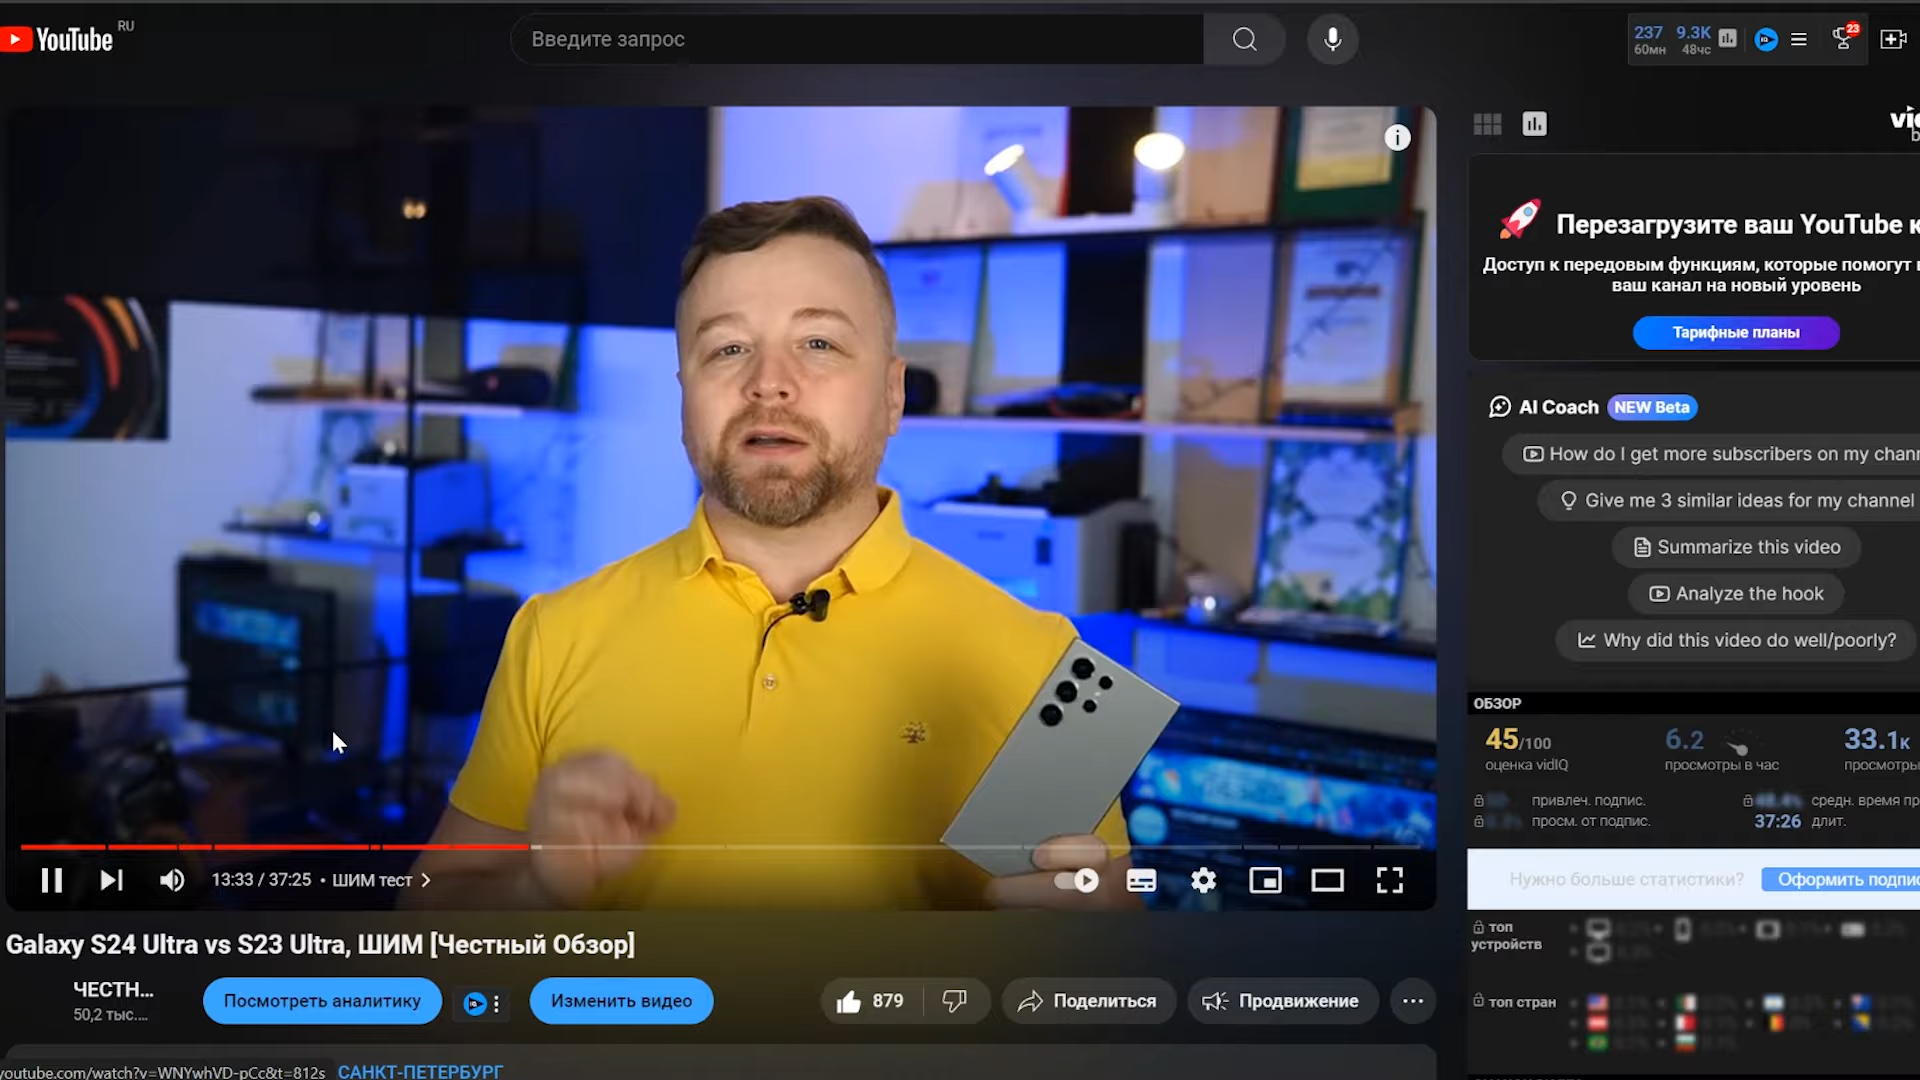 YouTube RU
Введите запрос
237 9.3K
60мн 48чс
23
Перезагрузите ваш YouTube к
Доступ к передовым функциям, которые помогут
ваш канал на новый уровень
Тарифные планы
AI Coach NEW Beta
How do I get more subscribers on my chann
Give me 3 similar ideas for my channel
Summarize this video
Analyze the hook
Why did this video do well/poorly?
ОБЗОР
45/100 6.2 33.1к
оценка vidIQ просмотры в час просмотры
привлеч. подпис. средн. время пр
просм. от подпис. 37:26 длит.
Нужно больше статистики? Оформить подпис
топ
устройств
топ стран
13:33 / 37:25 • ШИМ тест
Galaxy S24 Ultra vs S23 Ultra, ШИМ [Честный Обзор]
ЧЕСТН...
50,2 тыс....
Посмотреть аналитику
Изменить видео
879
Поделиться
Продвижение
youtube.com/watch?v=WNYwhVD-pCc&t=812s САНКТ-ПЕТЕРБУРГ